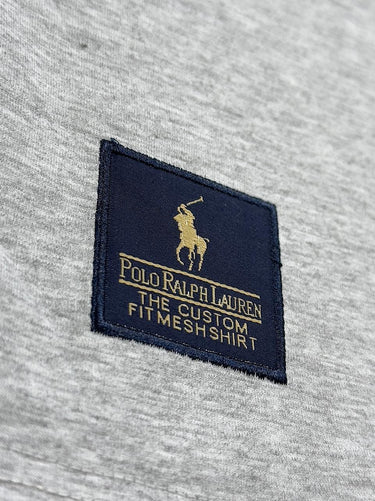 POLO RALPH LAUREN
THE CUSTOM
FIT MESH SHIRT